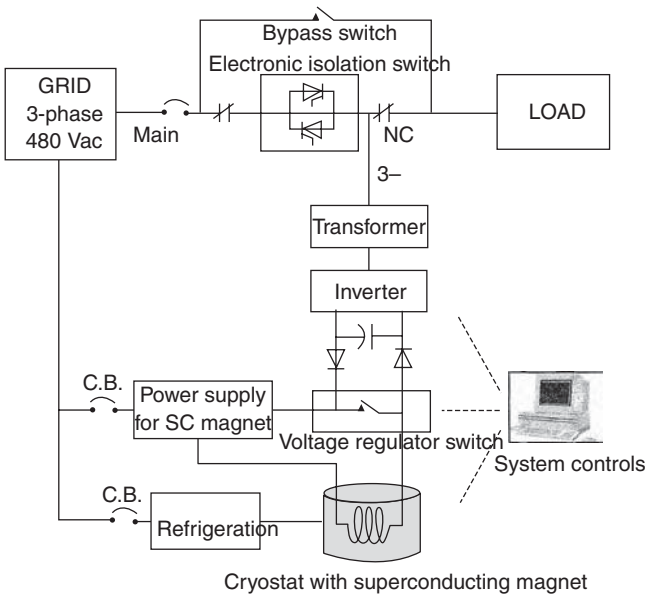 Bypass switch
Electronic isolation switch
GRID
3-phase
480 Vac
Main
NC
LOAD
3–
Transformer
Inverter
C.B.
Power supply
for SC magnet
Voltage regulator switch
System controls
C.B.
Refrigeration
Cryostat with superconducting magnet